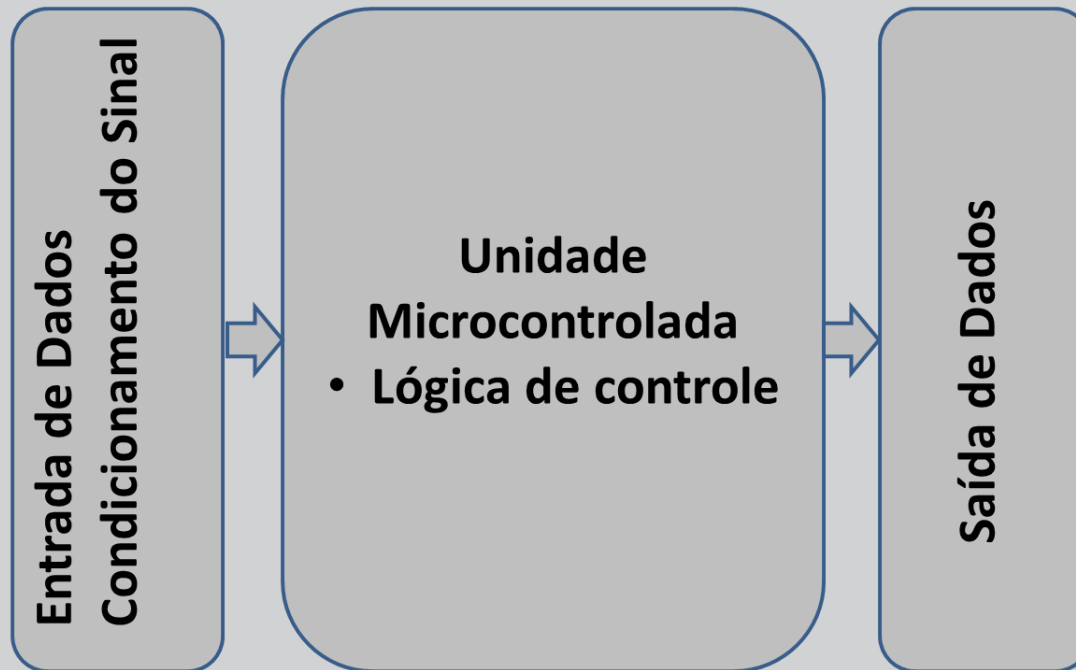 Entrada de Dados
Condicionamento do Sinal
Unidade
Microcontrolada
• Lógica de controle
Saída de Dados